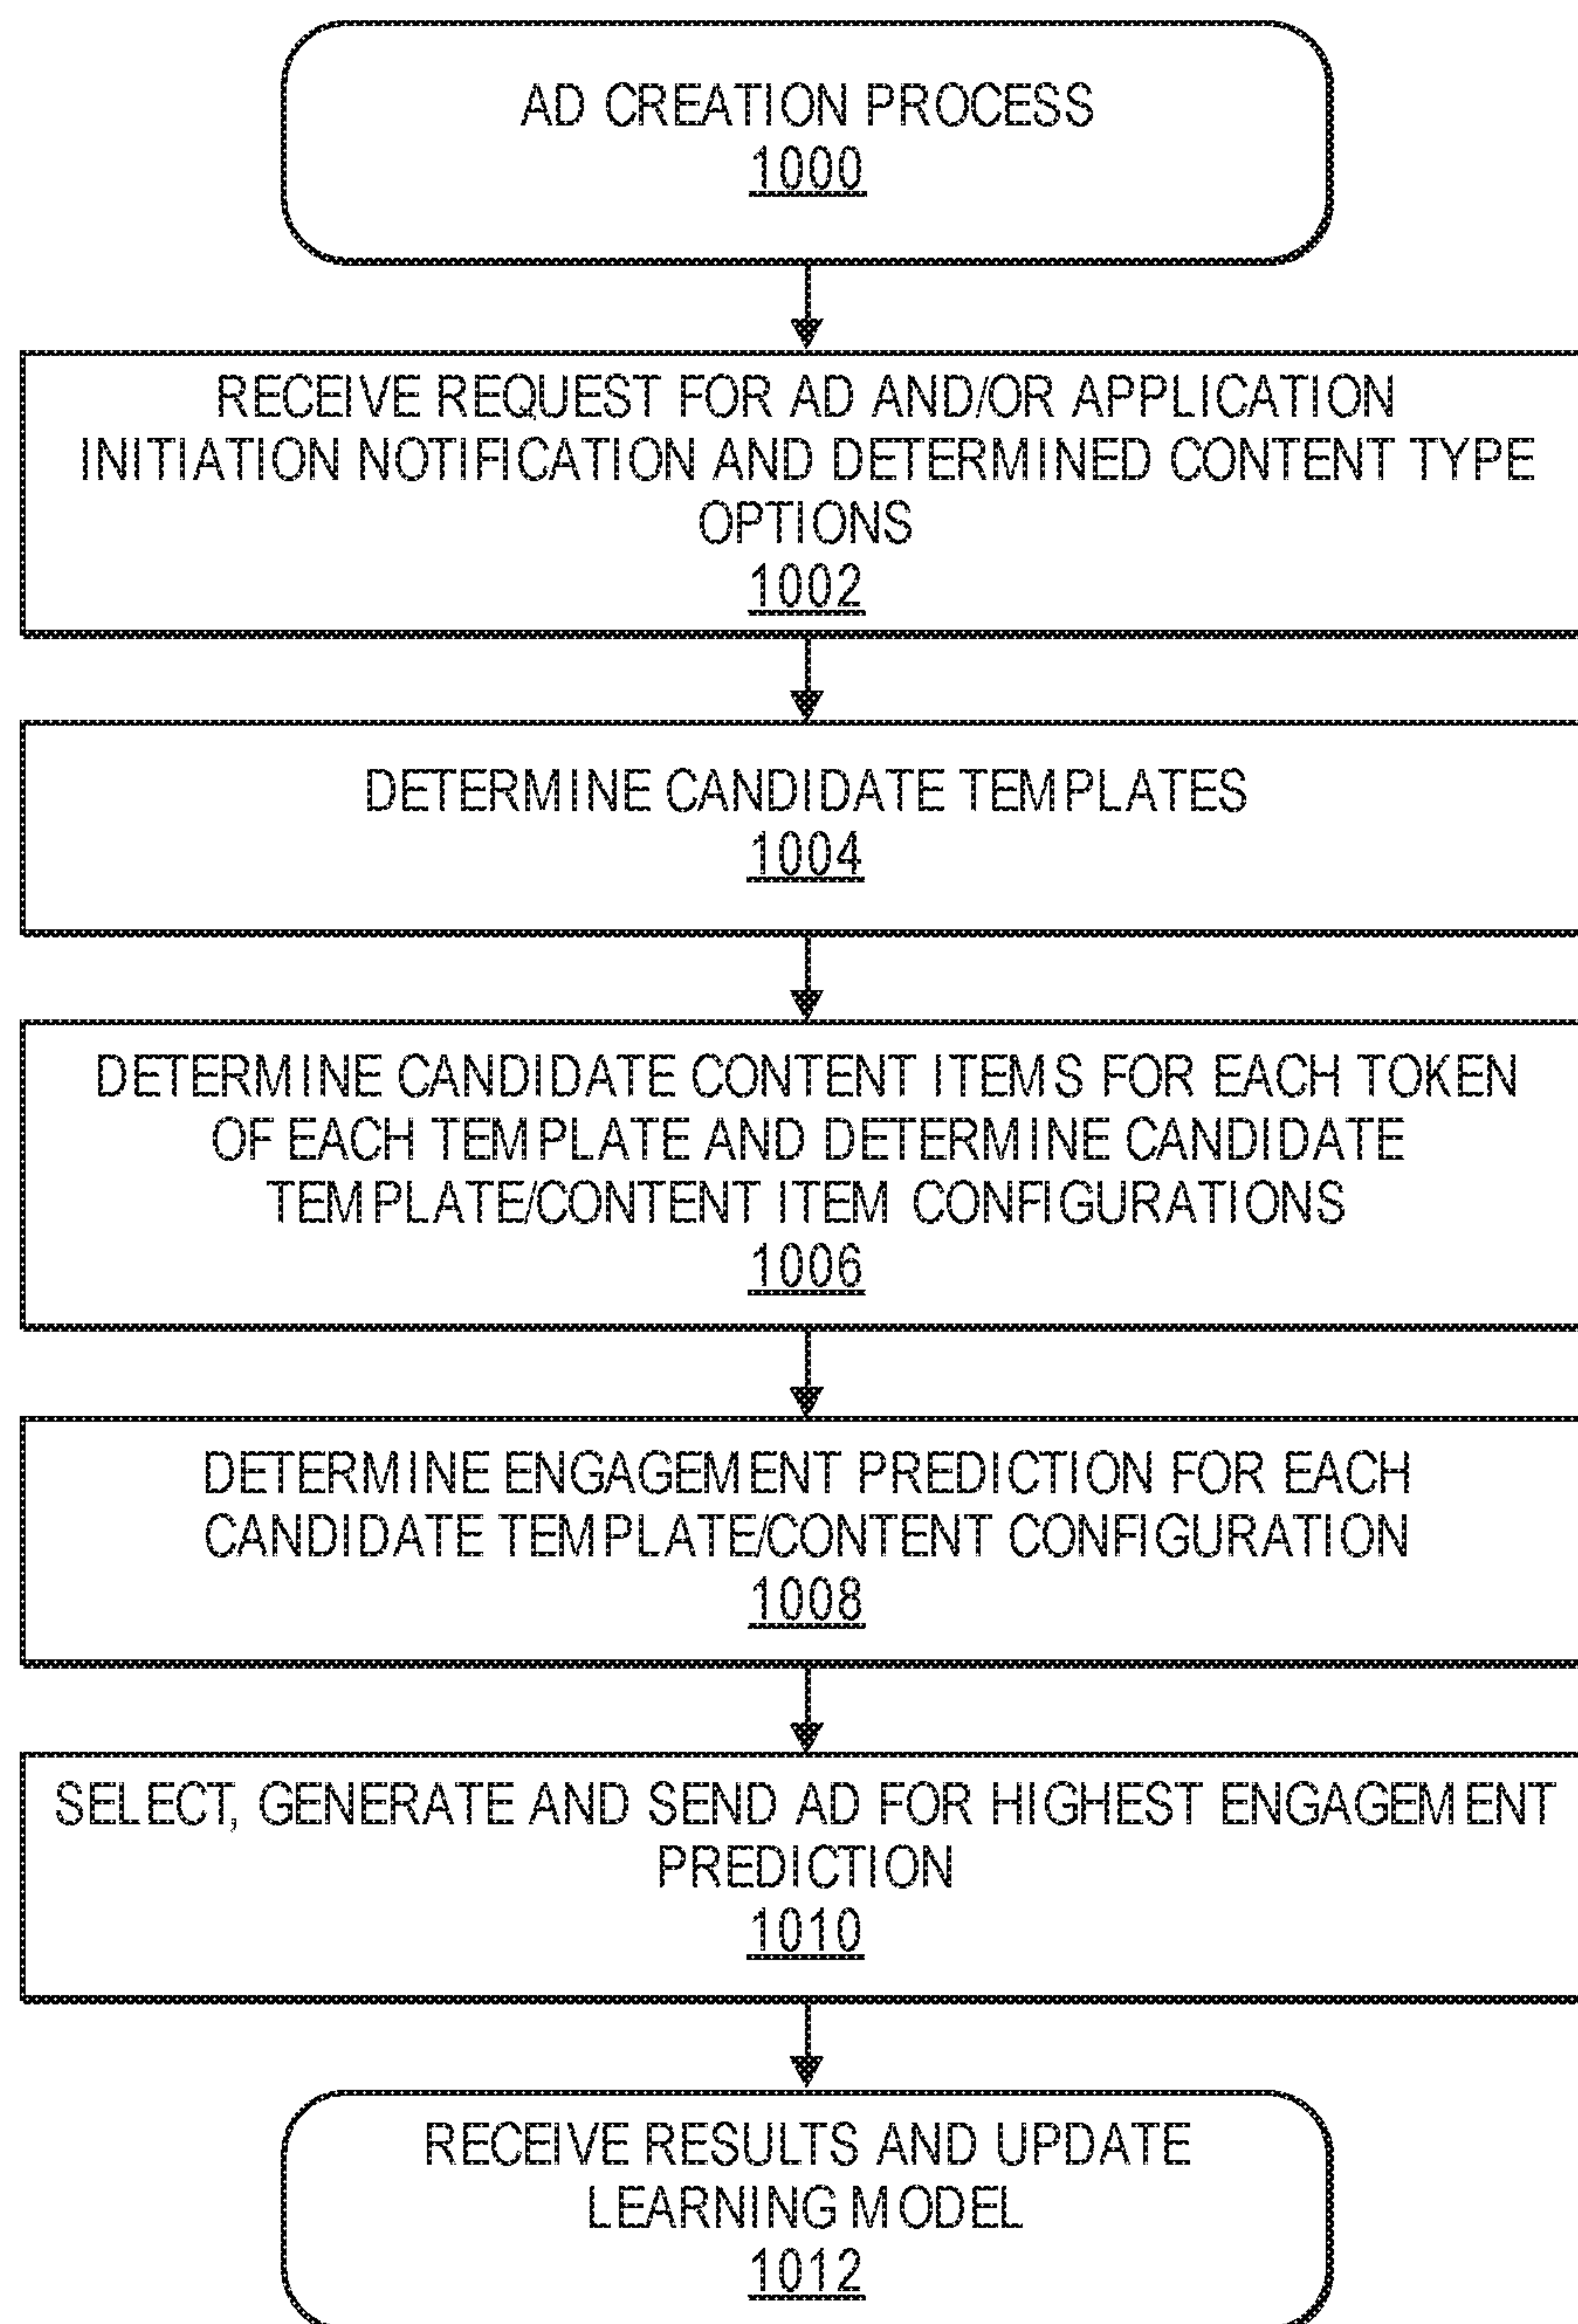 AD CREATION PROCESS
1000
RECEIVE REQUEST FOR AD AND/OR APPLICATION
INITIATION NOTIFICATION AND DETERMINED CONTENT TYPE
OPTIONS
1002
DETERMINE CANDIDATE TEMPLATES
1004
DETERMINE CANDIDATE CONTENT ITEMS FOR EACH TOKEN
OF EACH TEMPLATE AND DETERMINE CANDIDATE
TEMPLATE/CONTENT ITEM CONFIGURATIONS
1006
DETERMINE ENGAGEMENT PREDICTION FOR EACH
CANDIDATE TEMPLATE/CONTENT CONFIGURATION
1008
SELECT, GENERATE AND SEND AD FOR HIGHEST ENGAGEMENT
PREDICTION
1010
RECEIVE RESULTS AND UPDATE
LEARNING MODEL
1012